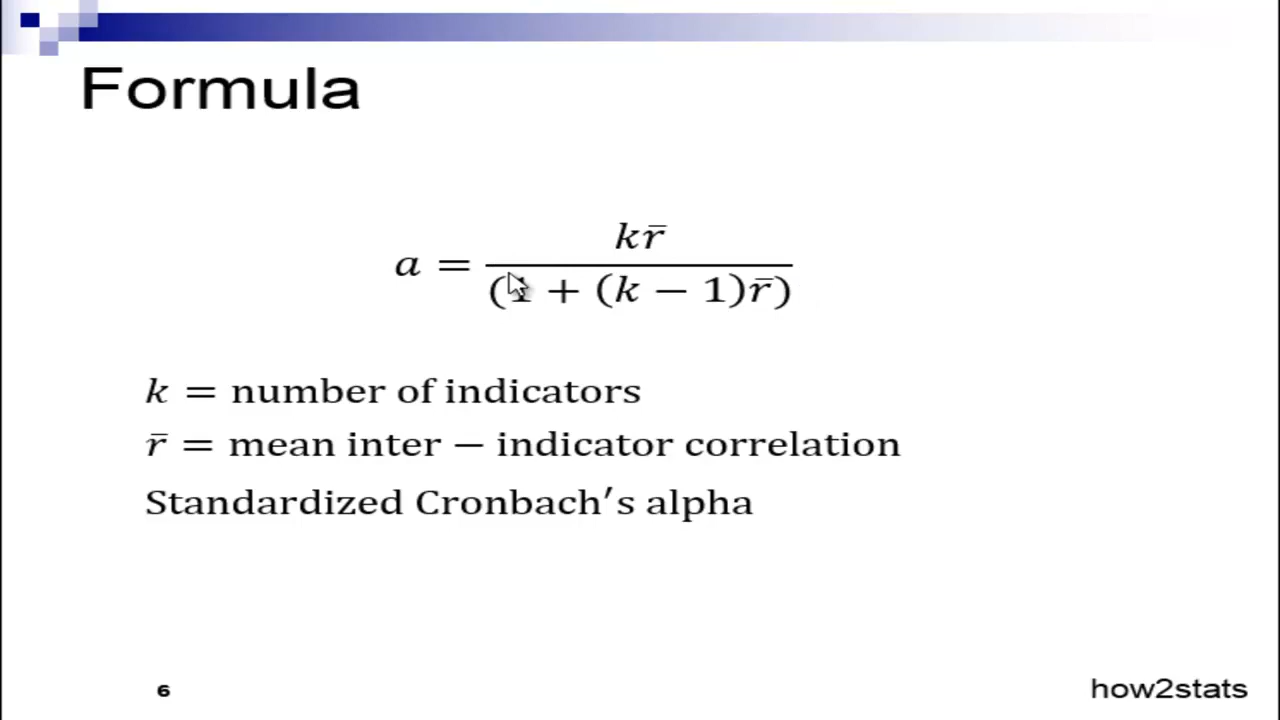 Formula
a = kr̄ / (1 + (k − 1)r̄)
k = number of indicators
r̄ = mean inter − indicator correlation
Standardized Cronbach′s alpha
6
how2stats